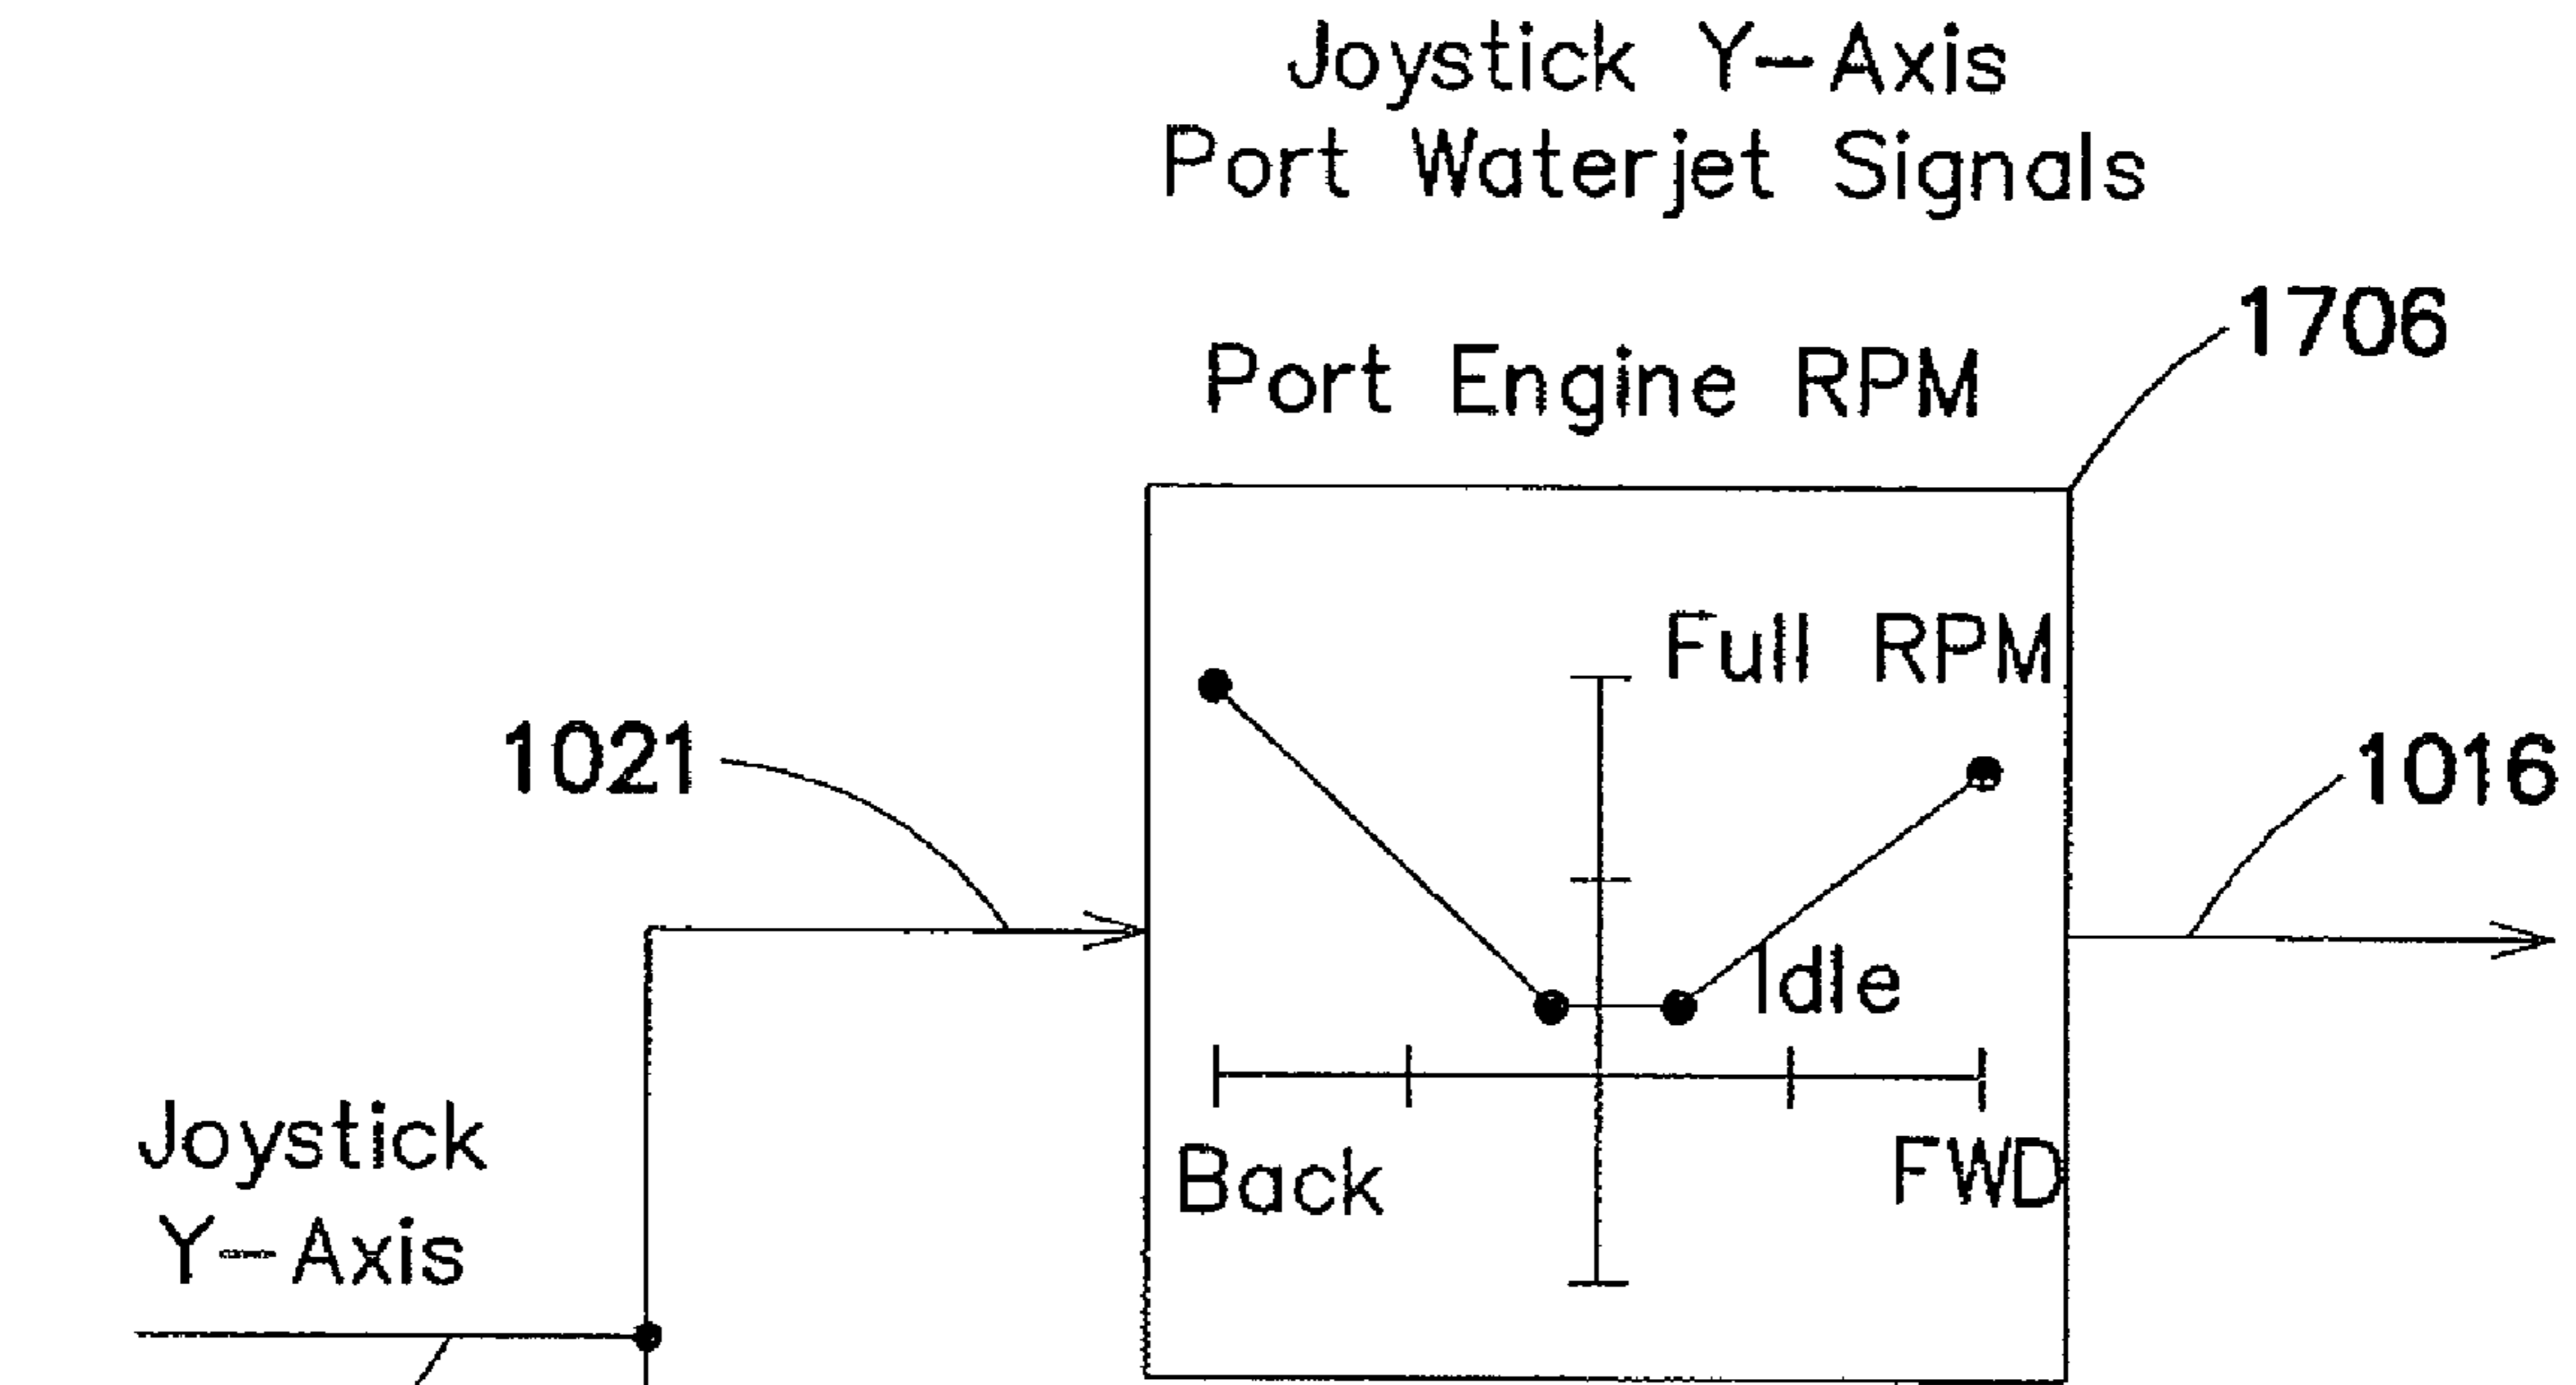 Joystick Y-Axis
Port Waterjet Signals
1706
Port Engine RPM
Full RPM
1021
1016
Idle
Joystick
Y-Axis
Back
FWD